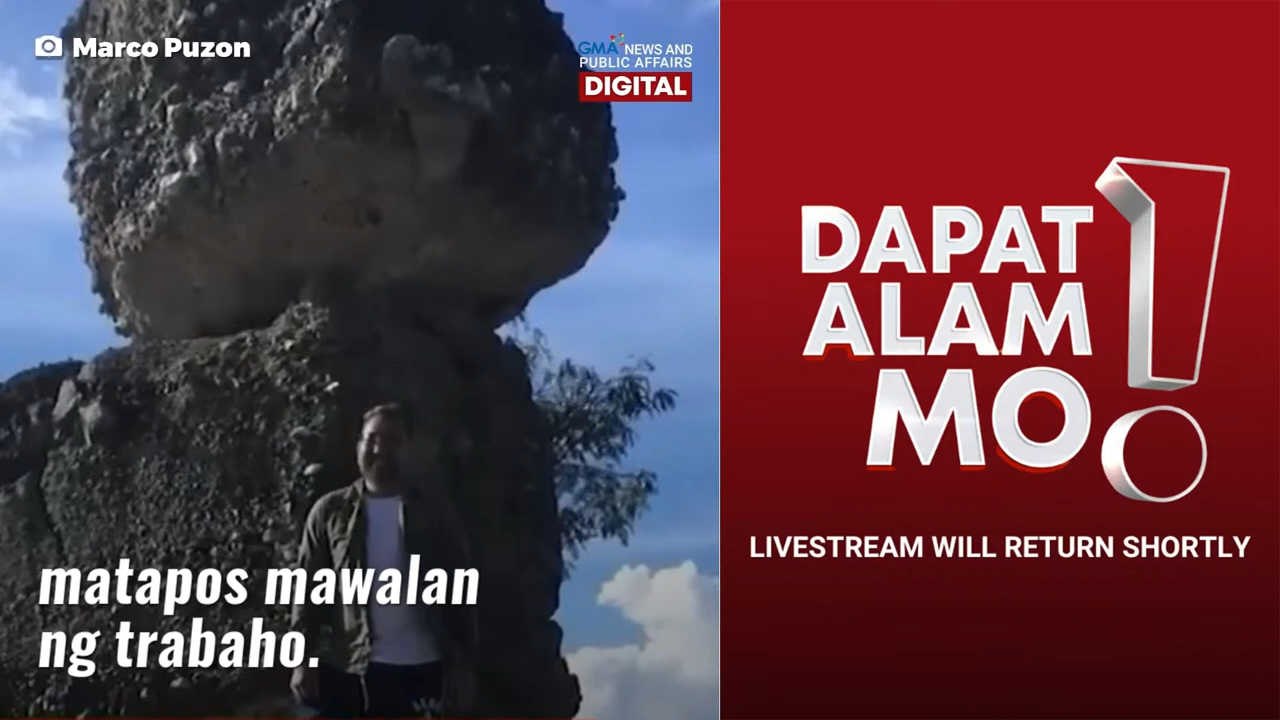 Marco Puzon
GMA NEWS AND
PUBLIC AFFAIRS
DIGITAL
matapos mawalan
ng trabaho.
DAPAT
ALAM
MO!
LIVESTREAM WILL RETURN SHORTLY